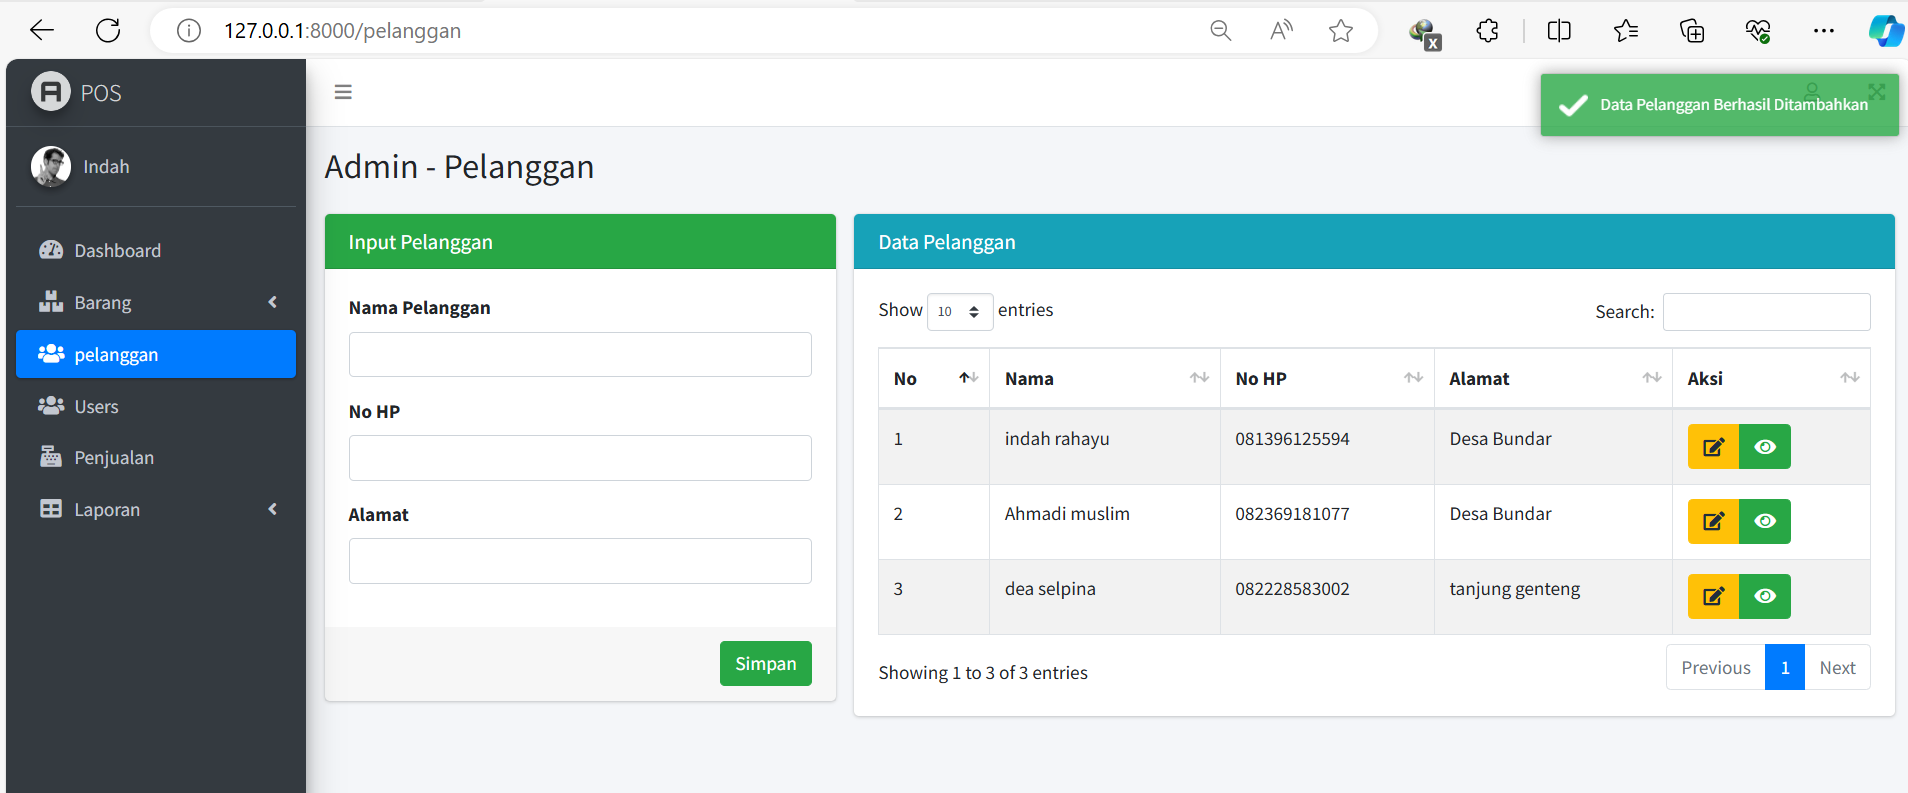 127.0.0.1:8000/pelanggan
POS
Data Pelanggan Berhasil Ditambahkan
Indah
Admin - Pelanggan
Dashboard
Barang
pelanggan
Users
Penjualan
Laporan
Input Pelanggan
Nama Pelanggan
No HP
Alamat
Simpan
Data Pelanggan
Show 10 entries
Search:
No Nama No HP Alamat Aksi
1 indah rahayu 081396125594 Desa Bundar
2 Ahmadi muslim 082369181077 Desa Bundar
3 dea selpina 082228583002 tanjung genteng
Showing 1 to 3 of 3 entries
Previous 1 Next